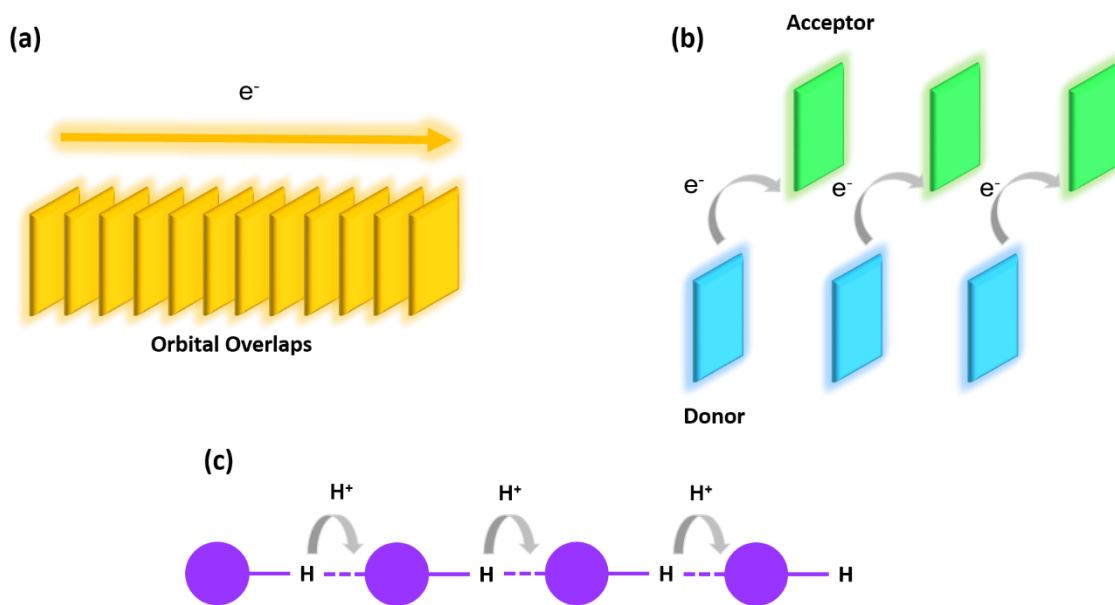 (a)
e⁻
Orbital Overlaps
(b)
Acceptor
e⁻ e⁻ e⁻
Donor
(c)
H⁺ H⁺ H⁺
H H H H